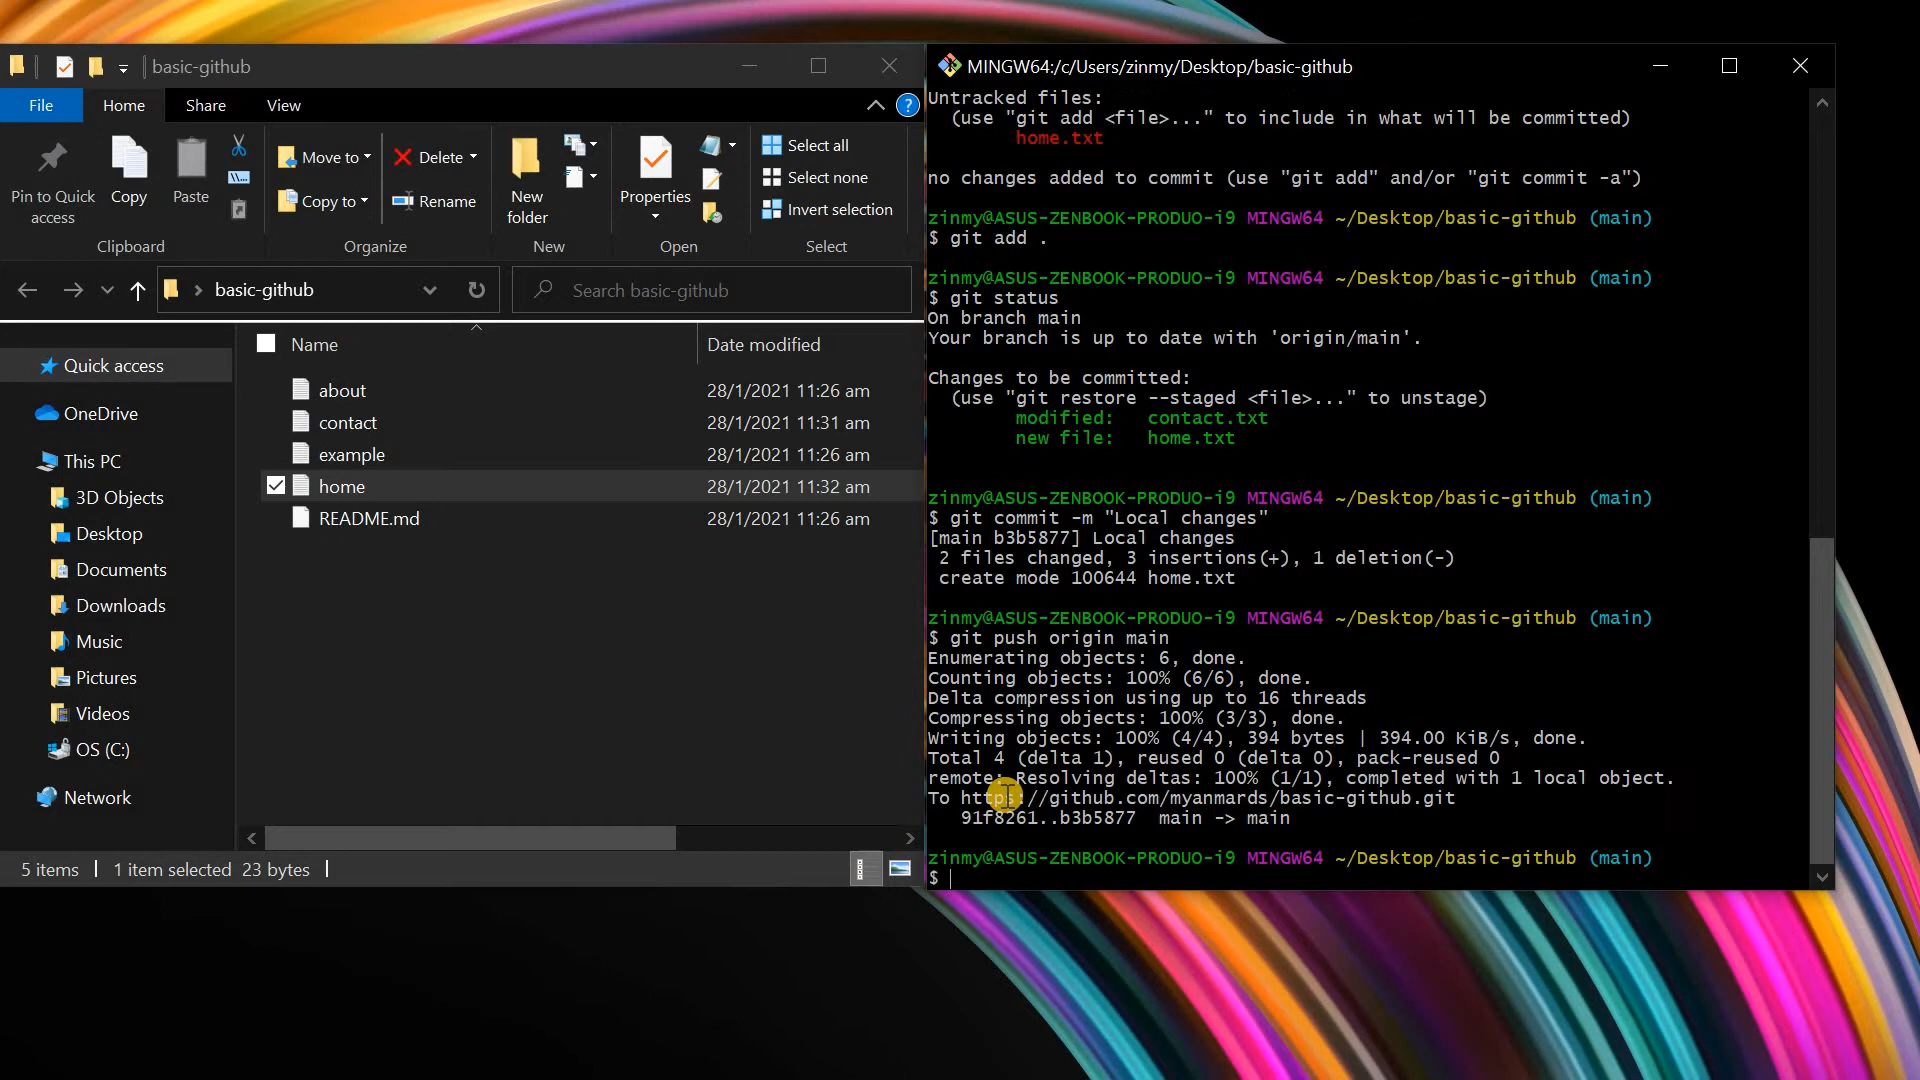 basic-github
File Home Share View
Pin to Quick access
Copy
Paste
Move to
Copy to
Delete
Rename
New folder
Properties
Select all
Select none
Invert selection
Clipboard Organize New Open Select
basic-github
Search basic-github
Name Date modified
about 28/1/2021 11:26 am
contact 28/1/2021 11:31 am
example 28/1/2021 11:26 am
home 28/1/2021 11:32 am
README.md 28/1/2021 11:26 am
Quick access
OneDrive
This PC
3D Objects
Desktop
Documents
Downloads
Music
Pictures
Videos
OS (C:)
Network
5 items 1 item selected 23 bytes
MINGW64:/c/Users/zinmy/Desktop/basic-github
Untracked files:
(use "git add <file>..." to include in what will be committed)
home.txt
no changes added to commit (use "git add" and/or "git commit -a")
zinmy@ASUS-ZENBOOK-PRODUO-i9 MINGW64 ~/Desktop/basic-github (main)
$ git add .
zinmy@ASUS-ZENBOOK-PRODUO-i9 MINGW64 ~/Desktop/basic-github (main)
$ git status
On branch main
Your branch is up to date with 'origin/main'.
Changes to be committed:
(use "git restore --staged <file>..." to unstage)
modified: contact.txt
new file: home.txt
zinmy@ASUS-ZENBOOK-PRODUO-i9 MINGW64 ~/Desktop/basic-github (main)
$ git commit -m "Local changes"
[main b3b5877] Local changes
2 files changed, 3 insertions(+), 1 deletion(-)
create mode 100644 home.txt
zinmy@ASUS-ZENBOOK-PRODUO-i9 MINGW64 ~/Desktop/basic-github (main)
$ git push origin main
Enumerating objects: 6, done.
Counting objects: 100% (6/6), done.
Delta compression using up to 16 threads
Compressing objects: 100% (3/3), done.
Writing objects: 100% (4/4), 394 bytes | 394.00 KiB/s, done.
Total 4 (delta 1), reused 0 (delta 0), pack-reused 0
remote: Resolving deltas: 100% (1/1), completed with 1 local object.
To https://github.com/myanmards/basic-github.git
91f8261..b3b5877 main -> main
zinmy@ASUS-ZENBOOK-PRODUO-i9 MINGW64 ~/Desktop/basic-github (main)
$